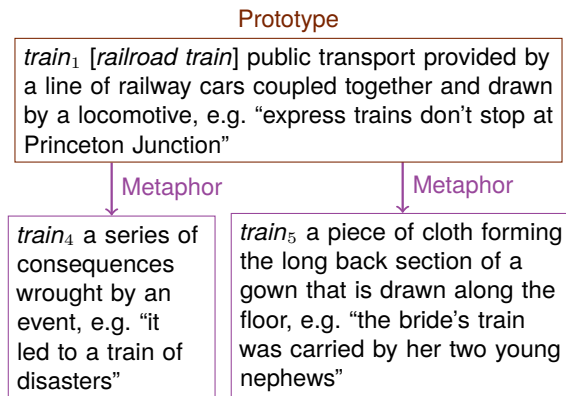 Prototype
train₁ [railroad train] public transport provided by
a line of railway cars coupled together and drawn
by a locomotive, e.g. “express trains don’t stop at
Princeton Junction”
Metaphor
Metaphor
train₄ a series of
consequences
wrought by an
event, e.g. “it
led to a train of
disasters”
train₅ a piece of cloth forming
the long back section of a
gown that is drawn along the
floor, e.g. “the bride’s train
was carried by her two young
nephews”